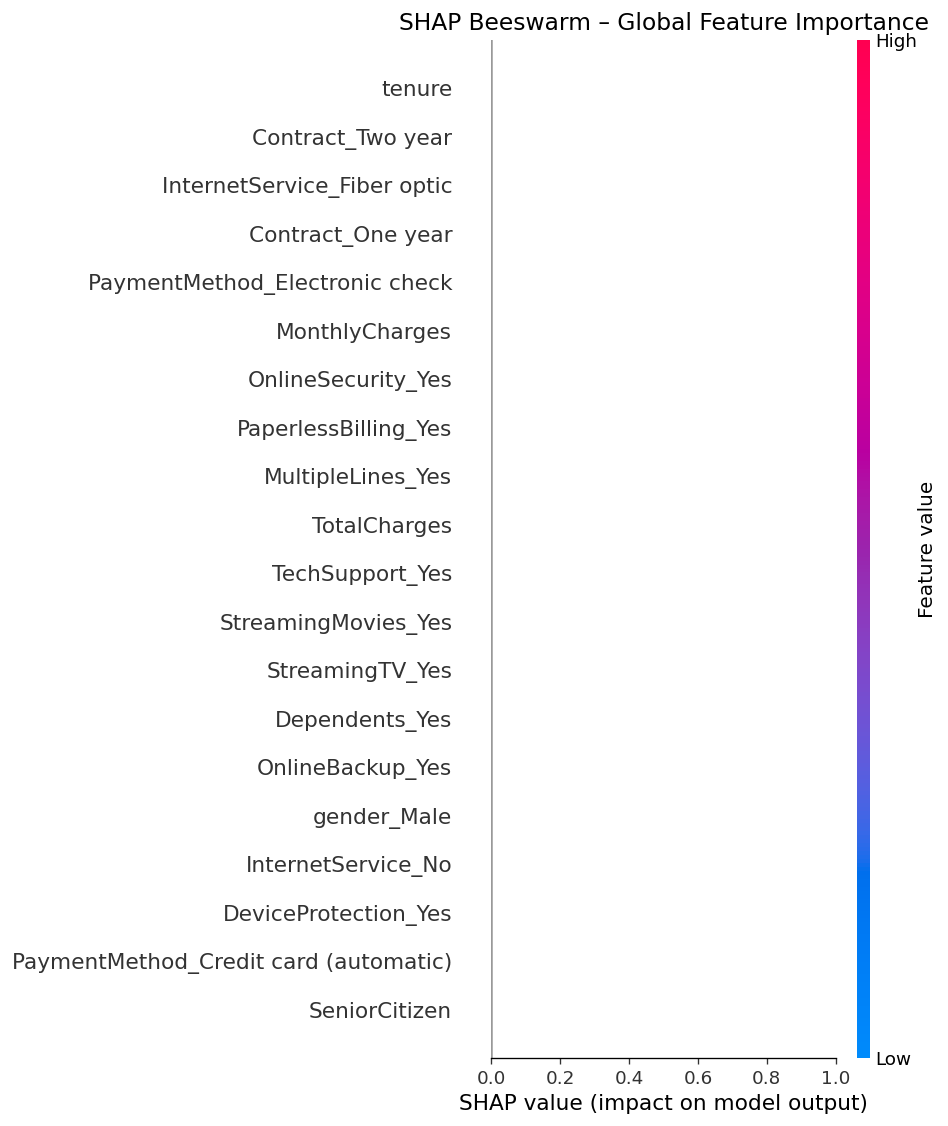 SHAP Beeswarm – Global Feature Importance
High
tenure
Contract_Two year
InternetService_Fiber optic
Contract_One year
PaymentMethod_Electronic check
MonthlyCharges
OnlineSecurity_Yes
PaperlessBilling_Yes
MultipleLines_Yes
TotalCharges
TechSupport_Yes
StreamingMovies_Yes
StreamingTV_Yes
Dependents_Yes
OnlineBackup_Yes
gender_Male
InternetService_No
DeviceProtection_Yes
PaymentMethod_Credit card (automatic)
SeniorCitizen
Feature value
Low
0.0 0.2 0.4 0.6 0.8 1.0
SHAP value (impact on model output)